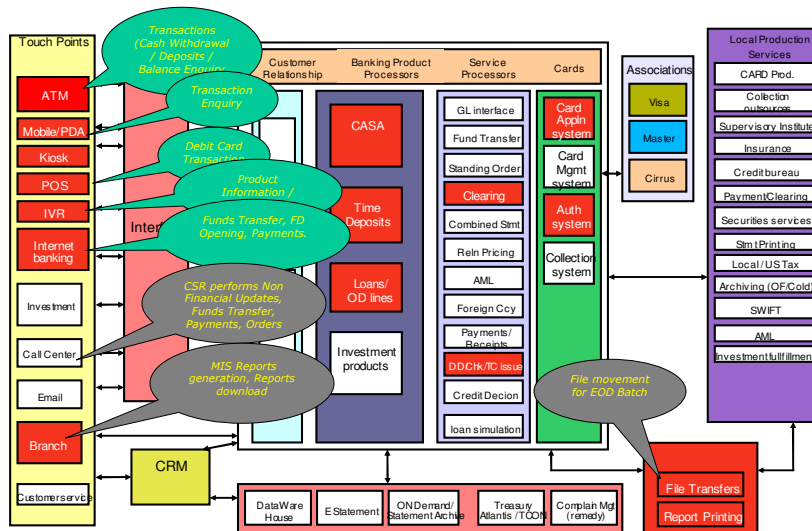 Touch Points
Transactions
(Cash Withdrawal
/ Deposits /
Balance Enquiry
ATM
Transaction
Enquiry
Mobile/PDA
Kiosk
Debit Card
Transaction
POS
Product
Information /
IVR
Internet
banking
Funds Transfer, FD
Opening, Payments.
Investment
CSR performs Non
Financial Updates,
Funds Transfer,
Payments, Orders
Call Center
MIS Reports
generation, Reports
download
Email
Branch
Customer service
CRM
Customer
Relationship
Banking Product
Processors
Service
Processors
Cards
CASA
Time
Deposits
Loans/
OD lines
Investment
products
GL interface
Fund Transfer
Standing Order
Clearing
Combined Stmt
Reln Pricing
AML
Foreign Ccy
Payments/
Receipts
DD/Chk/TC issue
Credit Decion
loan simulation
Card
Appln
system
Card
Mgmt
system
Auth
system
Collection
system
Associations
Visa
Master
Cirrus
Local Production
Services
CARD Prod.
Collection
outsources
Supervisory Institute
Insurance
Credit bureau
Payment/Clearing
Securities services
Stmt Printing
Local / US Tax
Archiving (OF/Cold)
SWIFT
AML
Investment fullfillment
File movement
for EOD Batch
File Transfers
Report Printing
DataWare
House
E Statement
ON Demand/
Statement Archive
Treasury
Atlantis /TCON
Complain Mgt
(remedy)